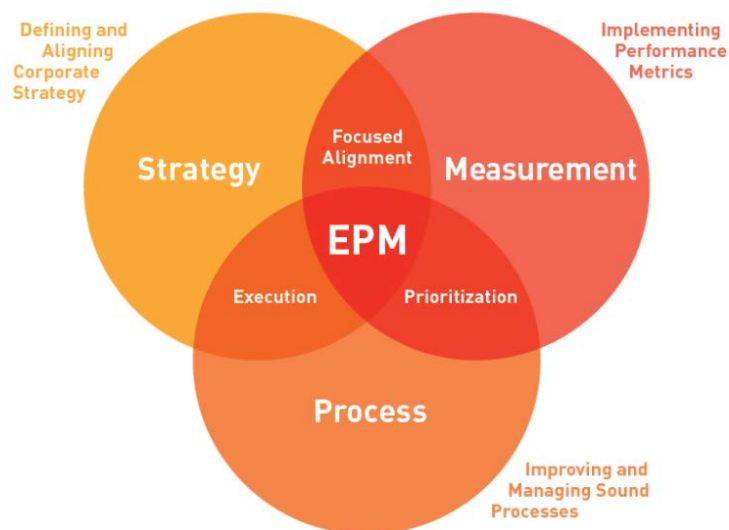 Defining and
Aligning
Corporate
Strategy
Implementing
Performance
Metrics
Focused
Alignment
Strategy
Measurement
EPM
Execution
Prioritization
Process
Improving and
Managing Sound
Processes